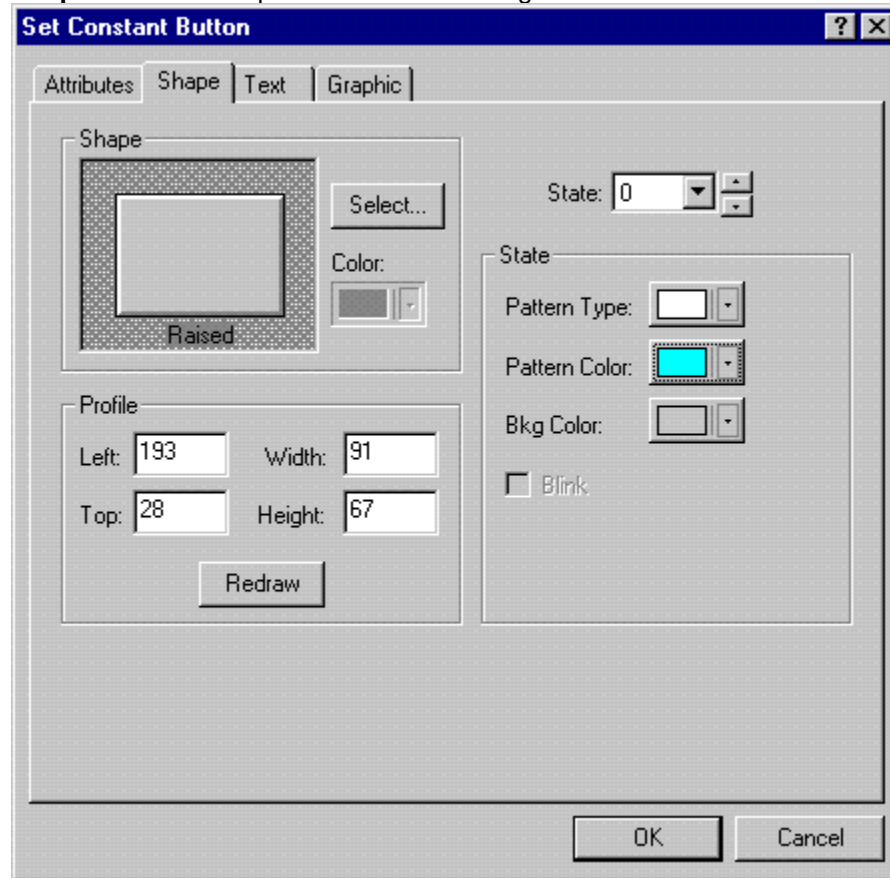 Set Constant Button
Attributes Shape Text Graphic
Shape
Select...
Color:
Raised
State: 0
State
Pattern Type:
Pattern Color:
Bkg Color:
Blink
Profile
Left: 193 Width: 91
Top: 28 Height: 67
Redraw
OK Cancel